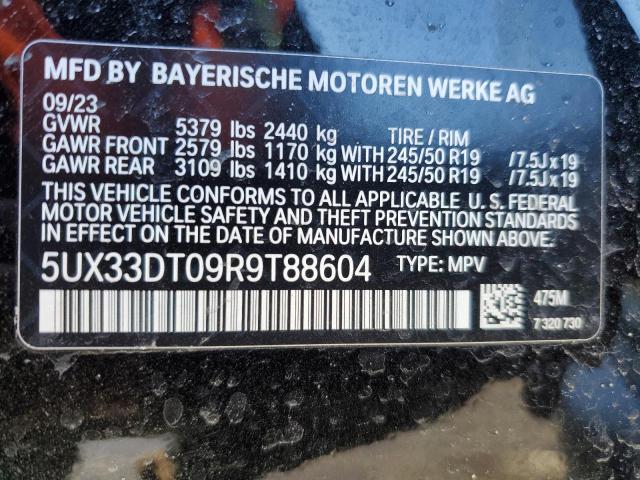 MFD BY BAYERISCHE MOTOREN WERKE AG
09/23
GVWR 5379 lbs 2440 kg TIRE / RIM
GAWR FRONT 2579 lbs 1170 kg WITH 245/50 R19 /7.5J x 19
GAWR REAR 3109 lbs 1410 kg WITH 245/50 R19 /7.5J x 19
THIS VEHICLE CONFORMS TO ALL APPLICABLE U. S. FEDERAL
MOTOR VEHICLE SAFETY AND THEFT PREVENTION STANDARDS
IN EFFECT ON THE DATE OF MANUFACTURE SHOWN ABOVE
5UX33DT09R9T88604 TYPE: MPV
475M
7 320 730